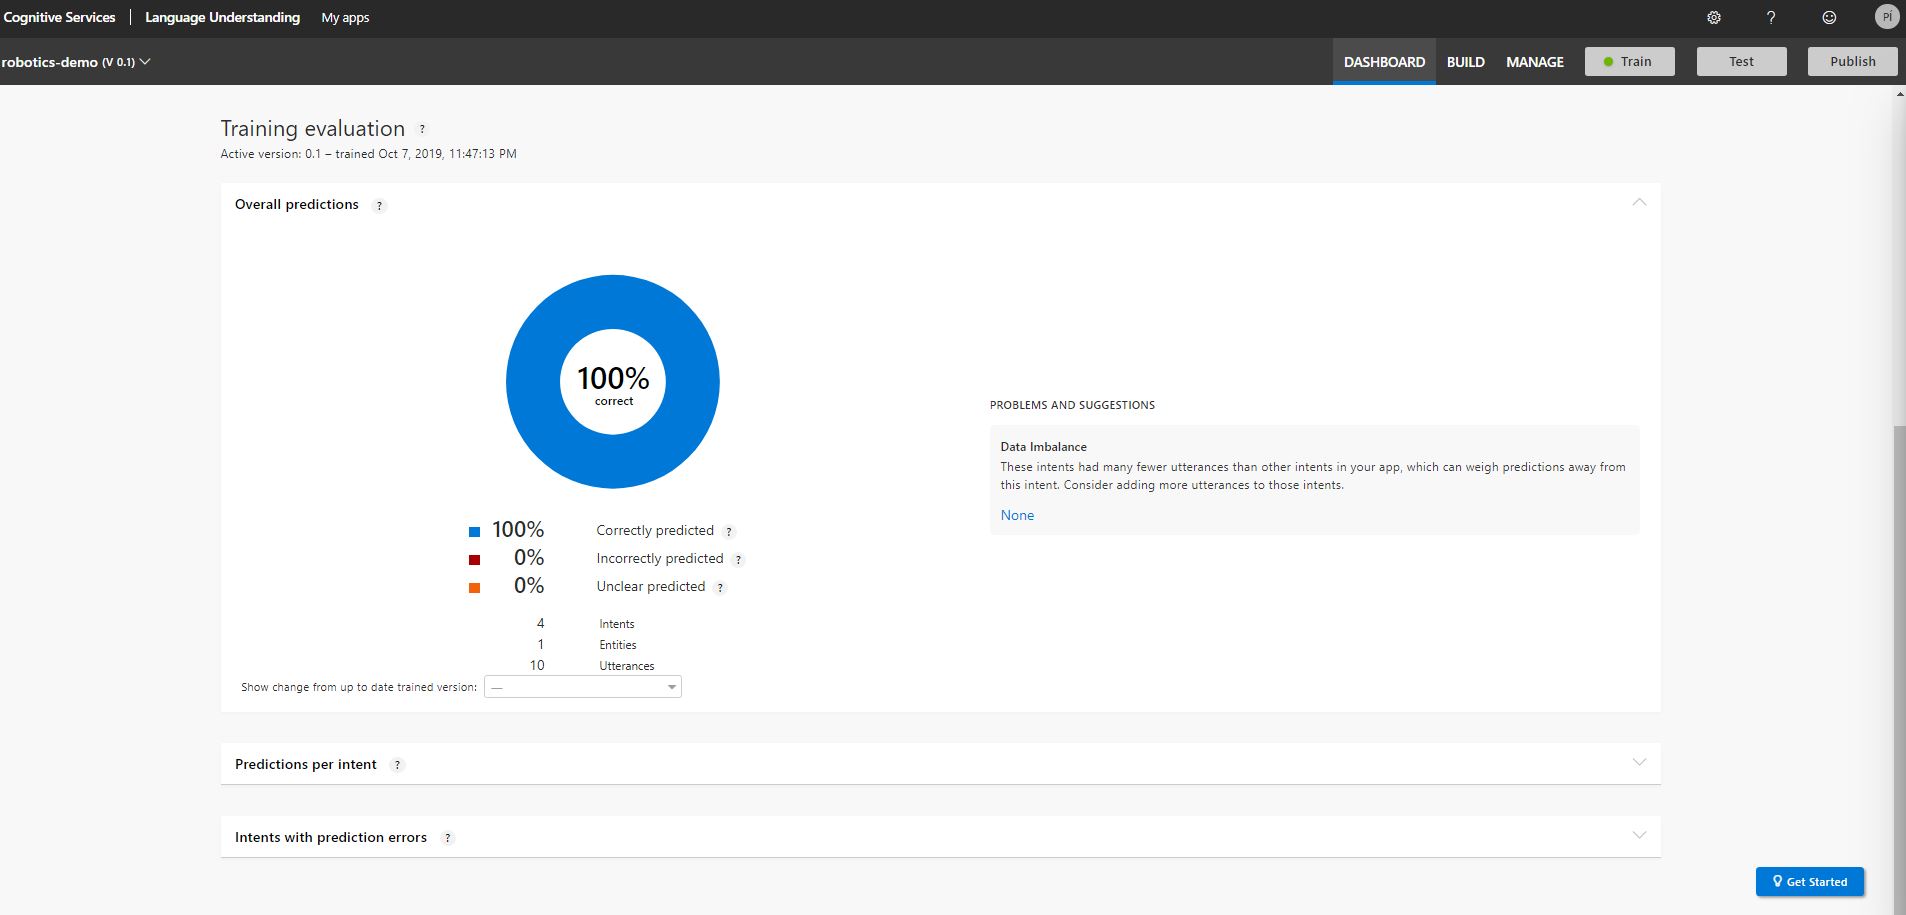 Cognitive Services | Language Understanding My apps
? PÍ
robotics-demo (V 0.1) DASHBOARD BUILD MANAGE Train Test Publish
Training evaluation ?
Active version: 0.1 – trained Oct 7, 2019, 11:47:13 PM
Overall predictions ?
100%
correct
100% Correctly predicted ?
0% Incorrectly predicted ?
0% Unclear predicted ?
4 Intents
1 Entities
10 Utterances
Show change from up to date trained version: —
PROBLEMS AND SUGGESTIONS
Data Imbalance
These intents had many fewer utterances than other intents in your app, which can weigh predictions away from
this intent. Consider adding more utterances to those intents.
None
Predictions per intent ?
Intents with prediction errors ?
Get Started